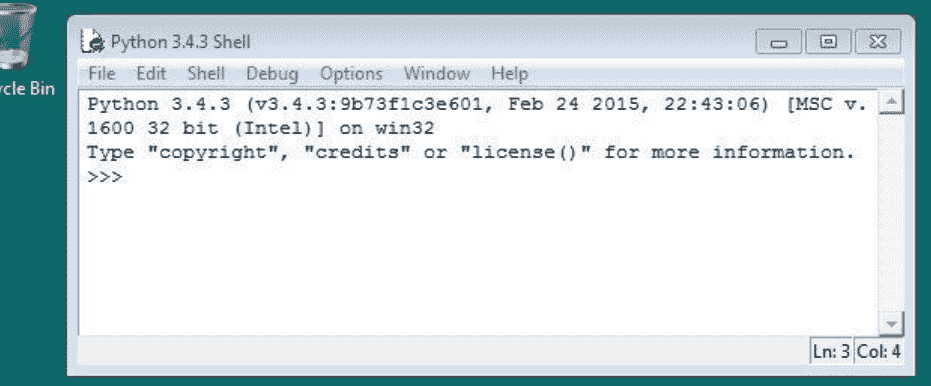 Python 3.4.3 Shell
cle Bin
File Edit Shell Debug Options Window Help
Python 3.4.3 (v3.4.3:9b73f1c3e601, Feb 24 2015, 22:43:06) [MSC v.
1600 32 bit (Intel)] on win32
Type "copyright", "credits" or "license()" for more information.
>>>
Ln: 3 Col: 4